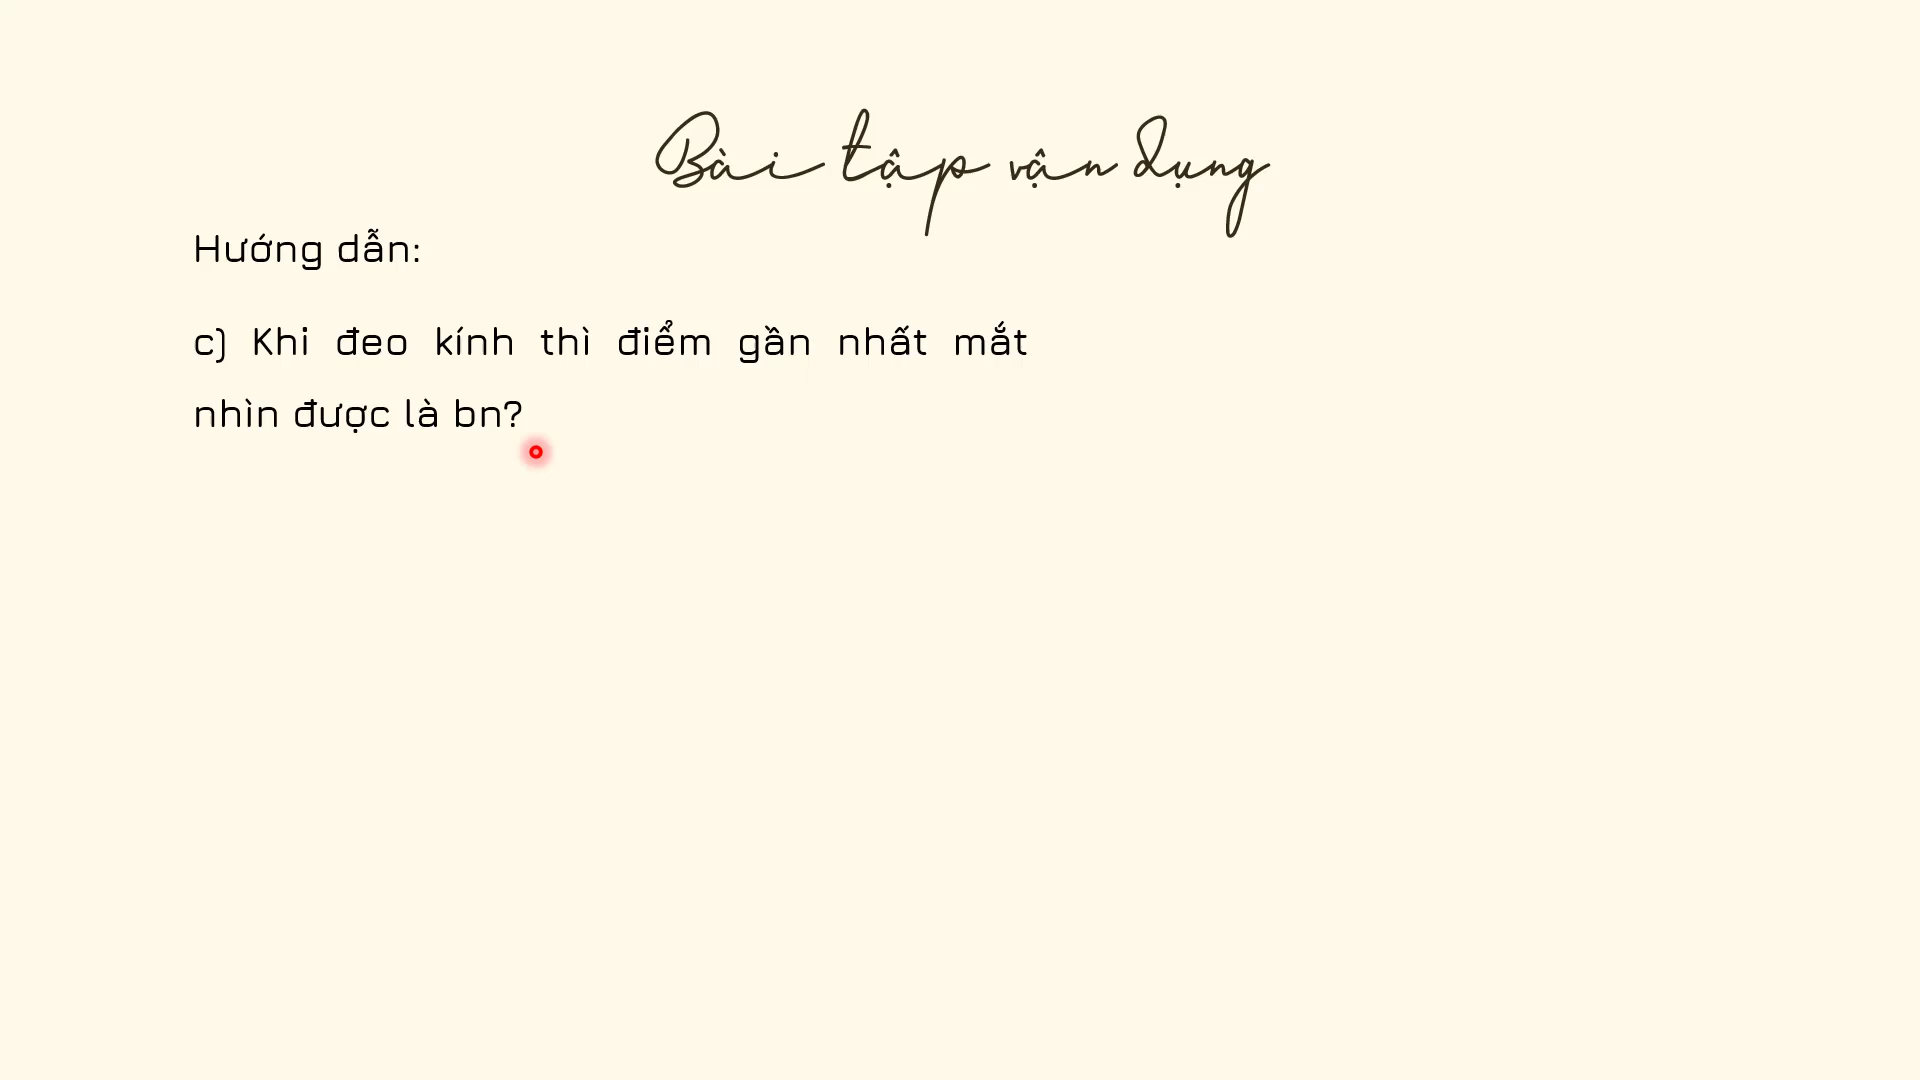 Bài tập vận dụng
Hướng dẫn:
c) Khi đeo kính thì điểm gần nhất mắt
nhìn được là bn?